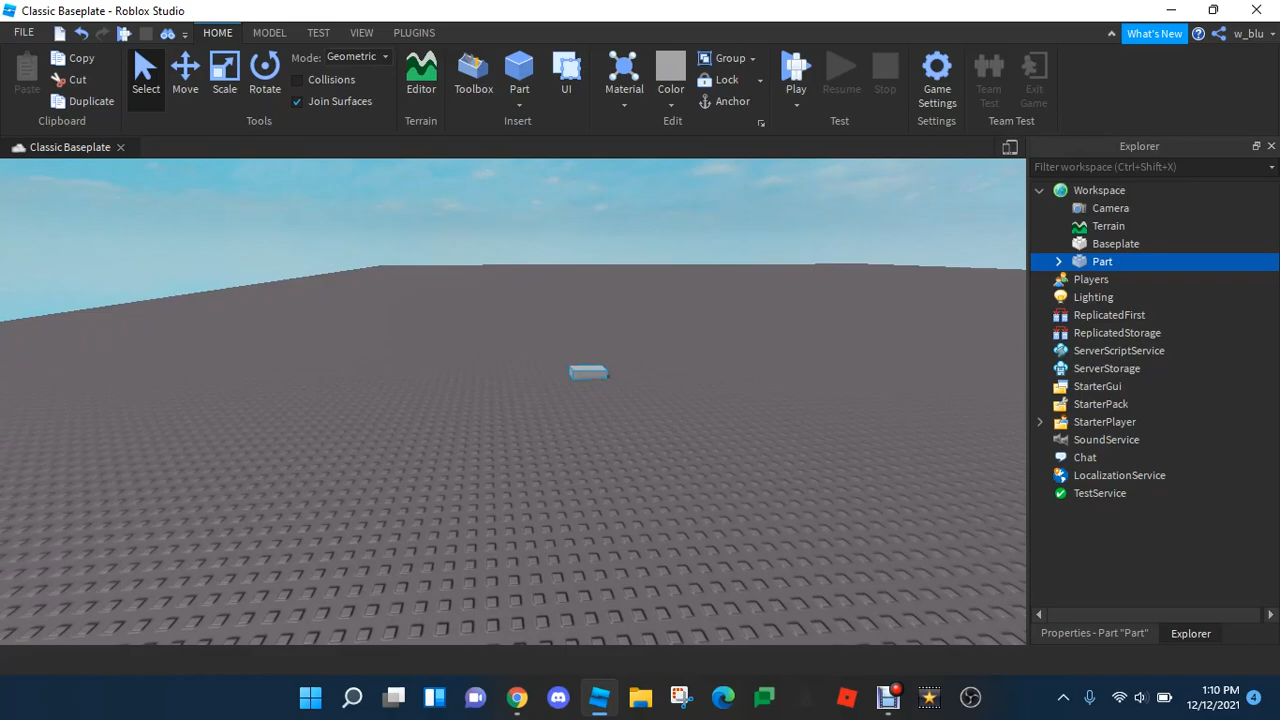 Classic Baseplate - Roblox Studio
FILE HOME MODEL TEST VIEW PLUGINS What's New w_blu
Paste Copy Cut Duplicate Clipboard
Select Move Scale Rotate Mode: Geometric Collisions Join Surfaces Tools
Editor Terrain
Toolbox Part UI Insert
Material Color Group Lock Anchor Edit
Play Resume Stop Test
Game Settings Settings
Team Test Exit Game Team Test
Classic Baseplate
Explorer
Filter workspace (Ctrl+Shift+X)
Workspace
Camera
Terrain
Baseplate
Part
Players
Lighting
ReplicatedFirst
ReplicatedStorage
ServerScriptService
ServerStorage
StarterGui
StarterPack
StarterPlayer
SoundService
Chat
LocalizationService
TestService
Properties - Part "Part" Explorer
1:10 PM
12/12/2021
4